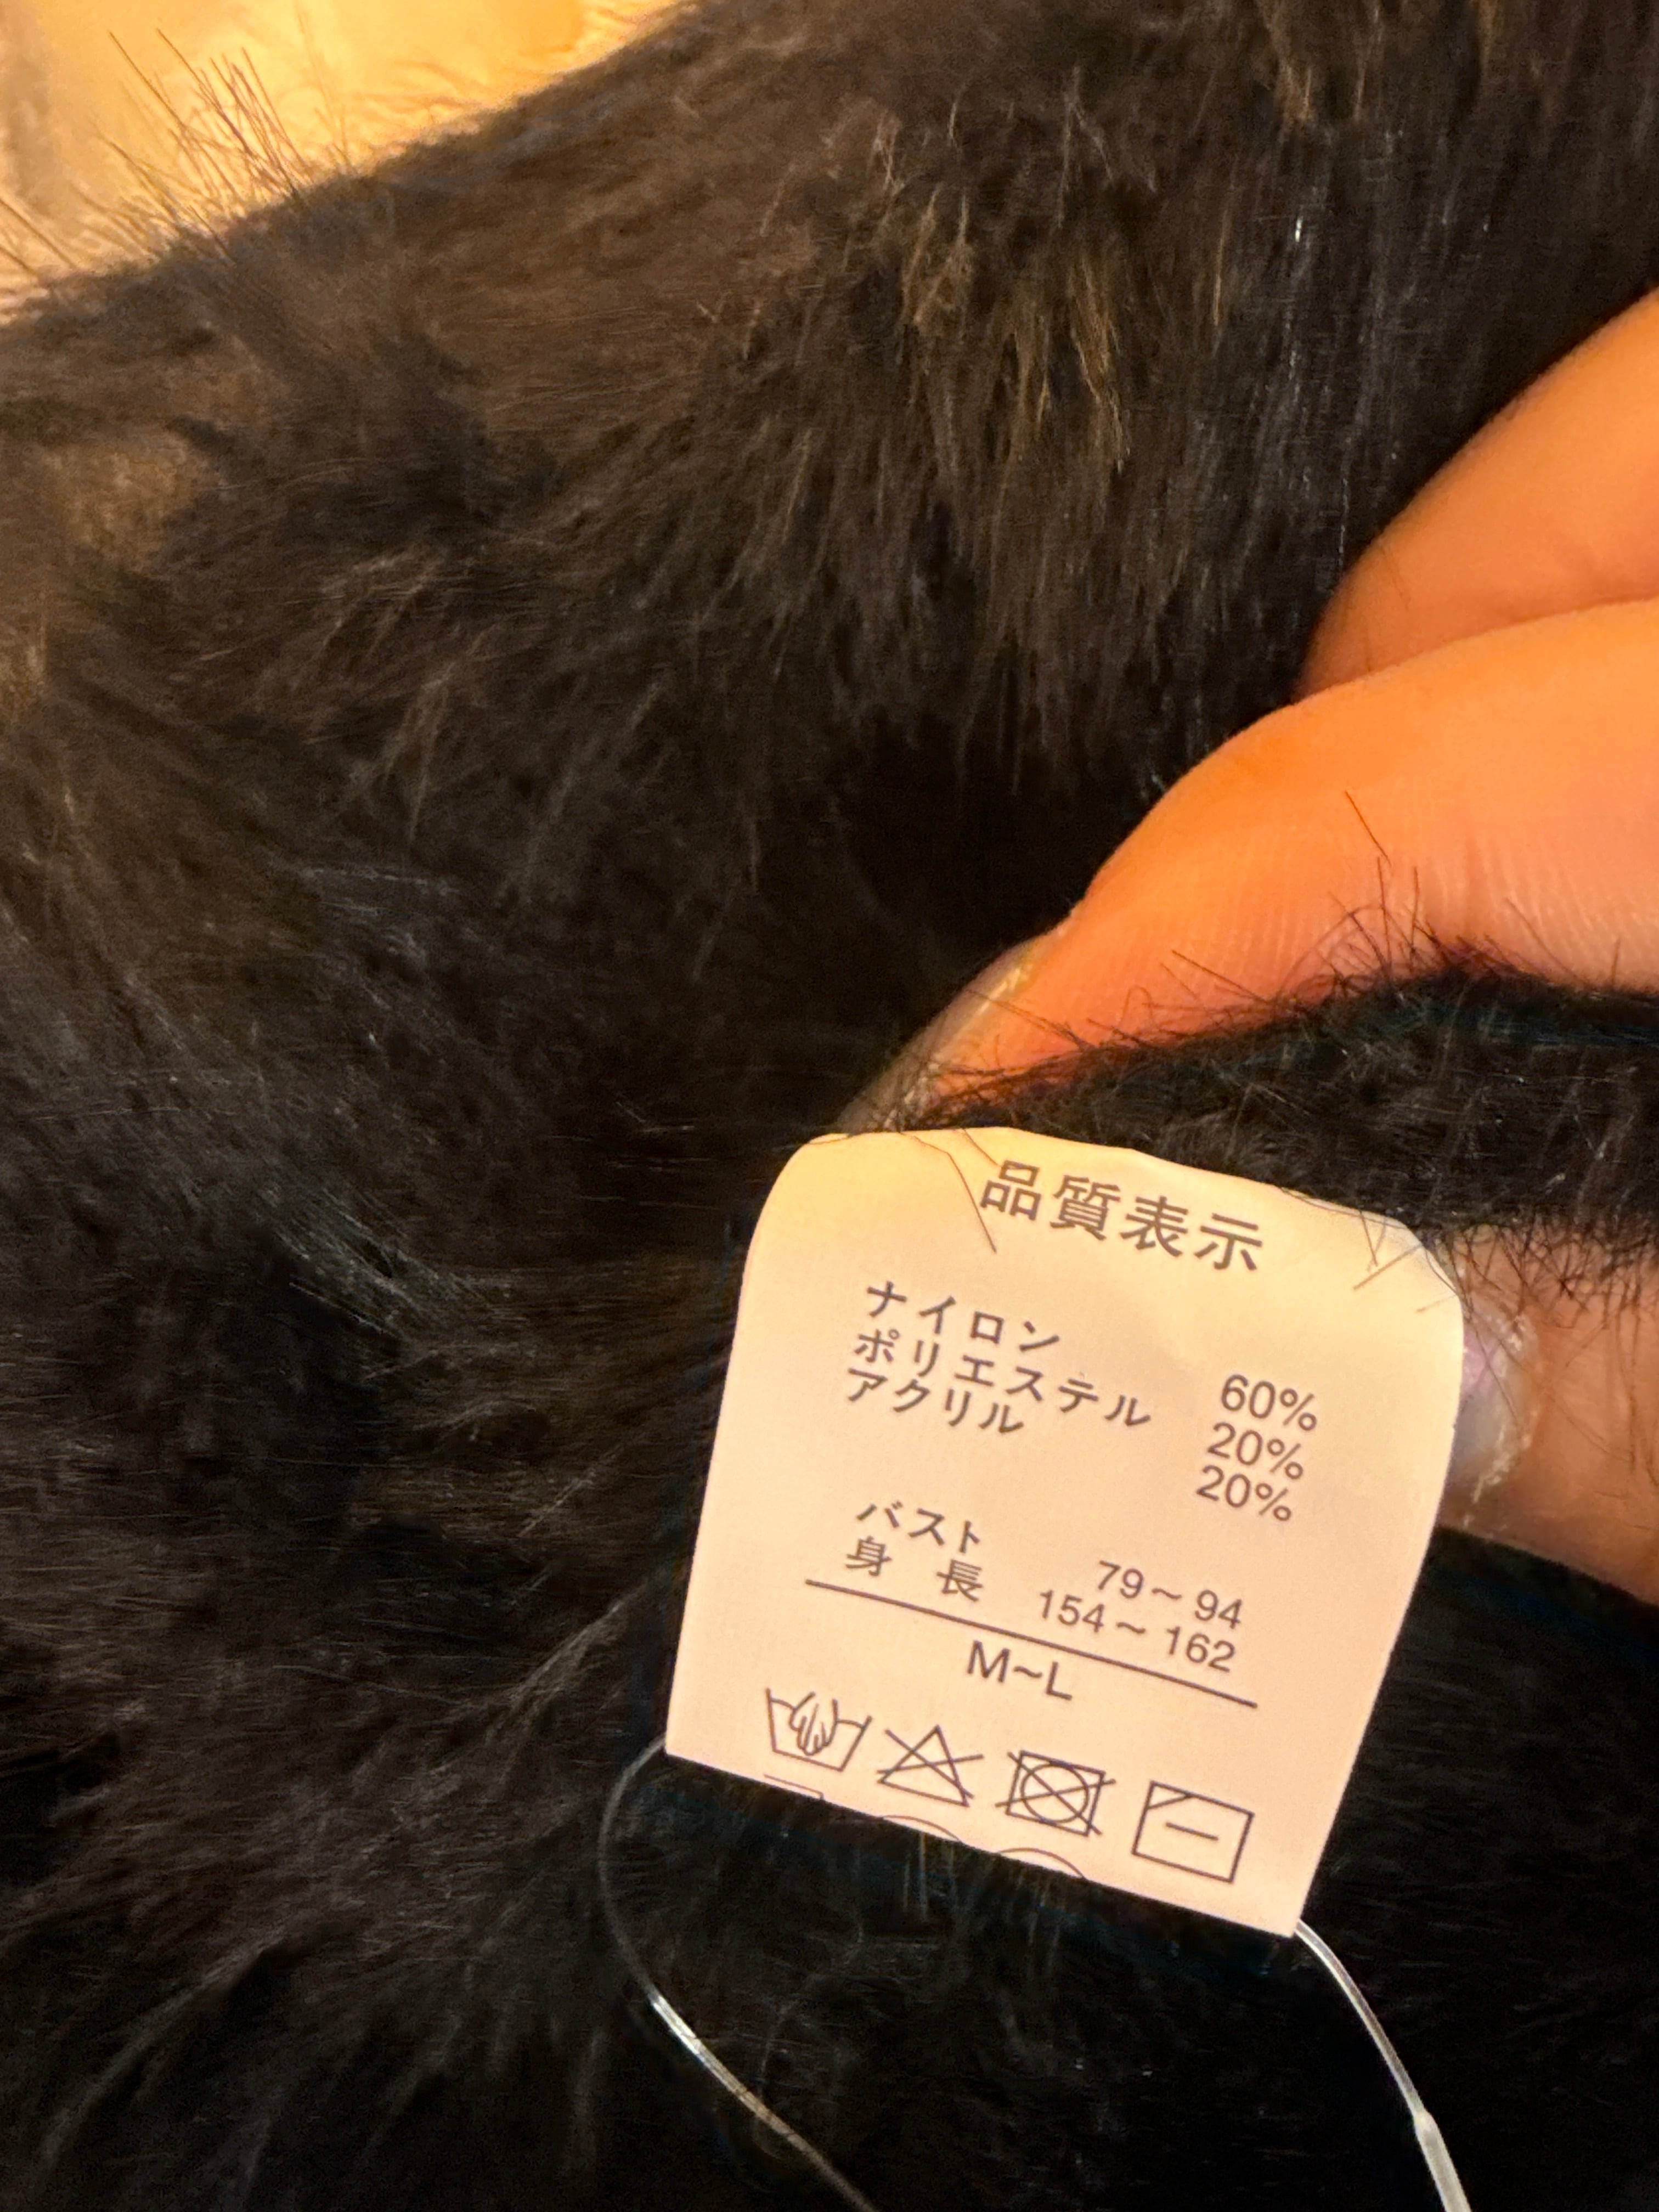 品質表示
ナイロン 60%
ポリエステル 20%
アクリル 20%
バスト 79~94
身長 154~162
M~L